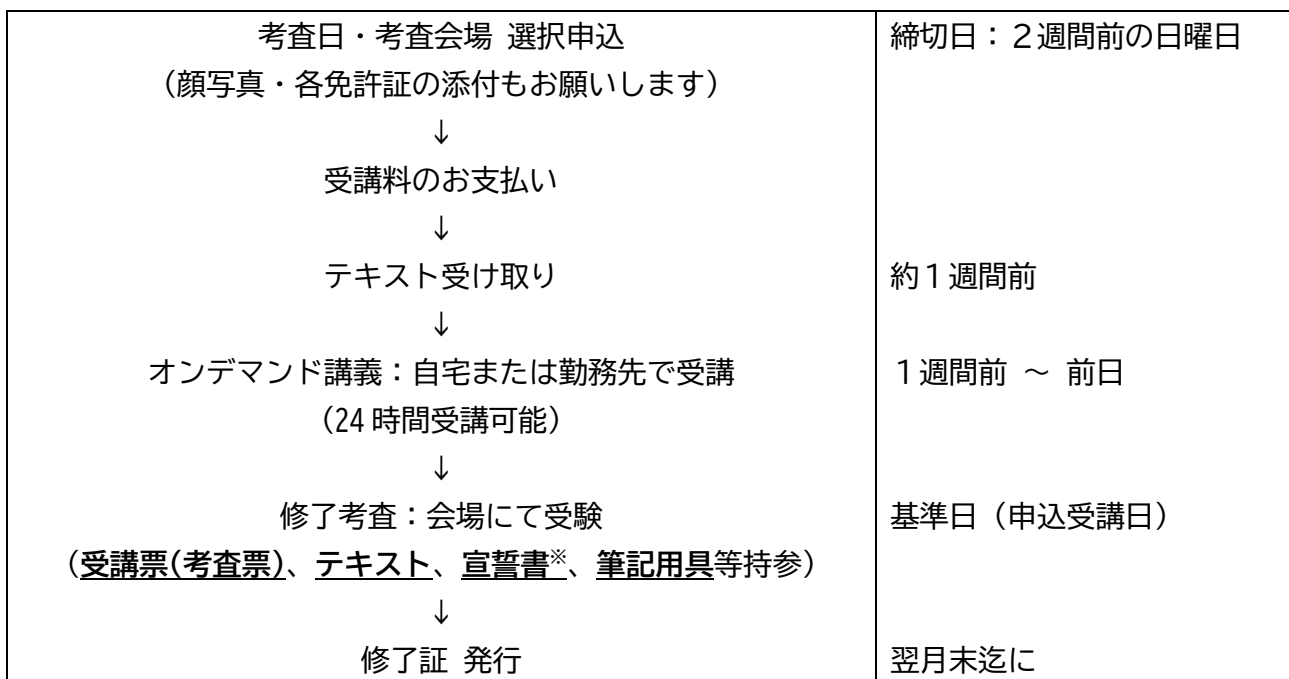 考査日・考査会場 選択申込 締切日：２週間前の日曜日
（顔写真・各免許証の添付もお願いします）
↓
受講料のお支払い
↓
テキスト受け取り 約１週間前
↓
オンデマンド講義：自宅または勤務先で受講 １週間前 ～ 前日
（24時間受講可能）
↓
修了考査：会場にて受験 基準日（申込受講日）
（受講票(考査票)、テキスト、宣誓書※、筆記用具等持参）
↓
修了証 発行 翌月末迄に